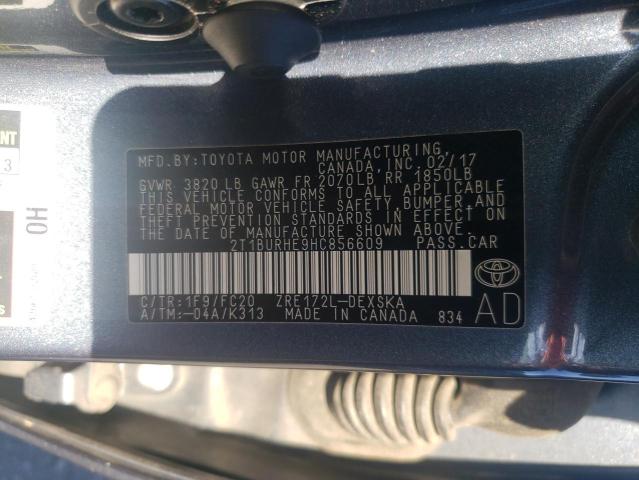 MFD.BY:TOYOTA MOTOR MANUFACTURING,
CANADA, INC. 02/17
GVWR 3820 LB GAWR FR 2070LB RR 1850LB
THIS VEHICLE CONFORMS TO ALL APPLICABLE
FEDERAL MOTOR VEHICLE SAFETY, BUMPER, AND
THEFT PREVENTION STANDARDS IN EFFECT ON
THE DATE OF MANUFACTURE SHOWN ABOVE.
2T1BURHE9HC856609 PASS.CAR
C/TR:1F9/FC20 ZRE172L-DEXSKA
A/TM:-04A/K313 MADE IN CANADA 834
AD
3
HO